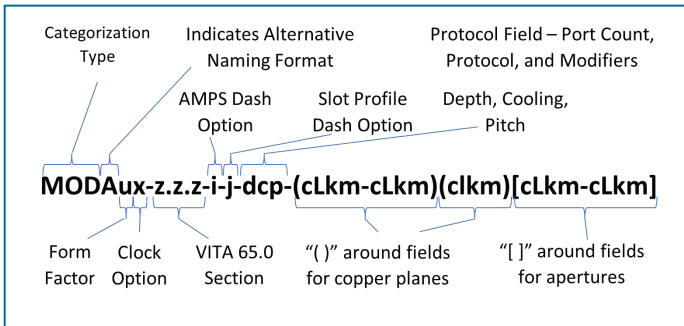 Categorization
Type
Indicates Alternative
Naming Format
Protocol Field – Port Count,
Protocol, and Modifiers
AMPS Dash
Option
Slot Profile
Dash Option
Depth, Cooling,
Pitch
MODAux-z.z.z-i-j-dcp-(cLkm-cLkm)(clkm)[cLkm-cLkm]
Form
Factor
Clock
Option
VITA 65.0
Section
“( )” around fields
for copper planes
“[ ]” around fields
for apertures